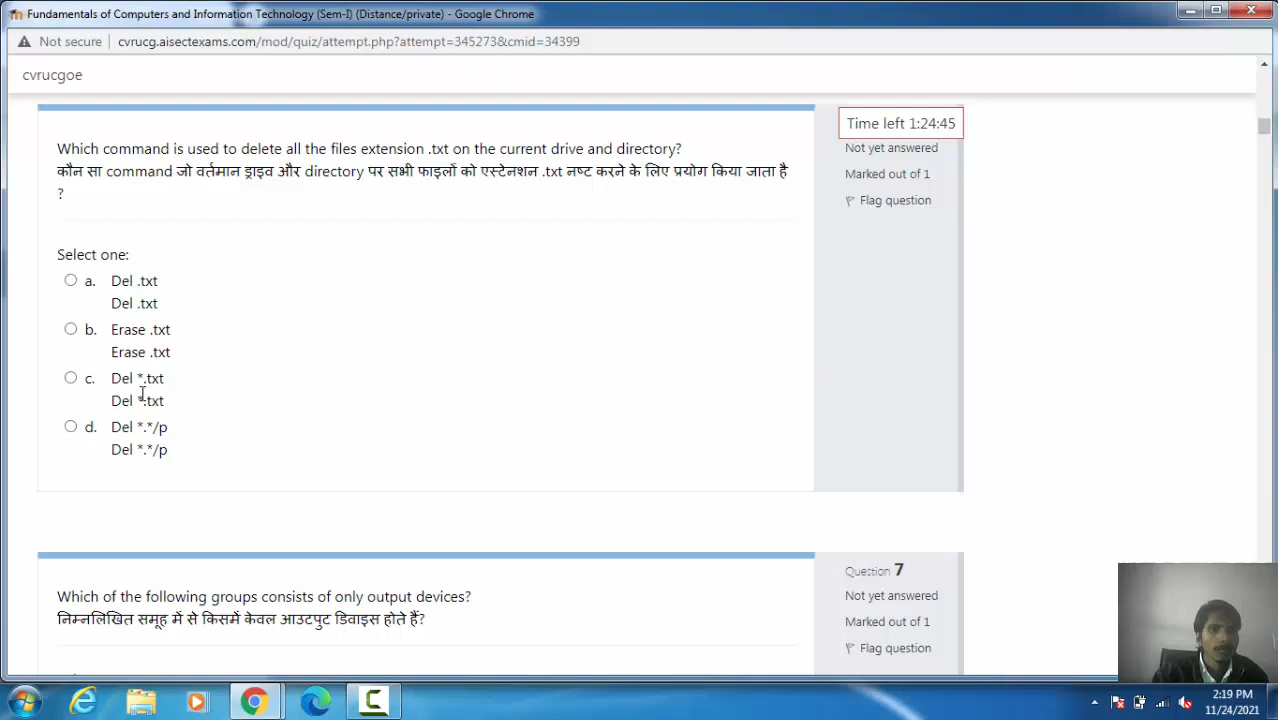 Fundamentals of Computers and Information Technology (Sem-I) (Distance/private) - Google Chrome
Not secure | cvrucg.aisectexams.com/mod/quiz/attempt.php?attempt=345273&cmid=34399
cvrucgoe
Which command is used to delete all the files extension .txt on the current drive and directory?
कौन सा command जो वर्तमान ड्राइव और directory पर सभी फाइलों को एस्टेनशन .txt नष्ट करने के लिए प्रयोग किया जाता है
?
Select one:
a. Del .txt
Del .txt
b. Erase .txt
Erase .txt
c. Del *.txt
Del *.txt
d. Del *.*/p
Del *.*/p
Time left 1:24:45
Not yet answered
Marked out of 1
Flag question
Which of the following groups consists of only output devices?
निम्नलिखित समूह में से किसमें केवल आउटपुट डिवाइस होते हैं?
Question 7
Not yet answered
Marked out of 1
Flag question
2:19 PM
11/24/2021